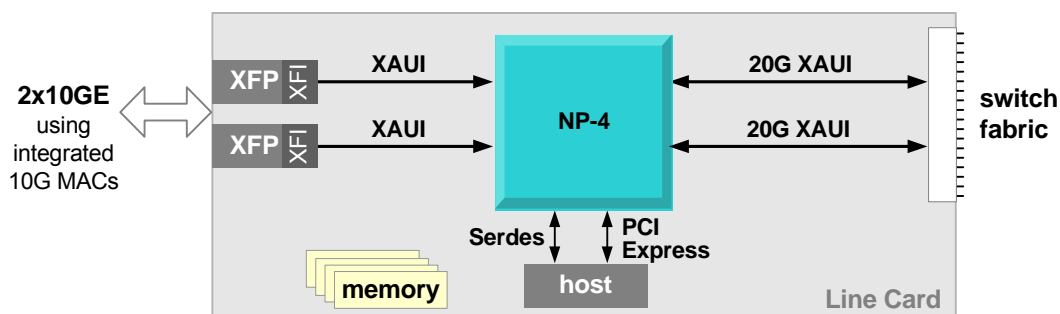 2x10GE
using
integrated
10G MACs
XFP
XFI
XAUI
XFP
XFI
XAUI
NP-4
20G XAUI
20G XAUI
switch
fabric
Serdes
PCI
Express
memory
host
Line Card